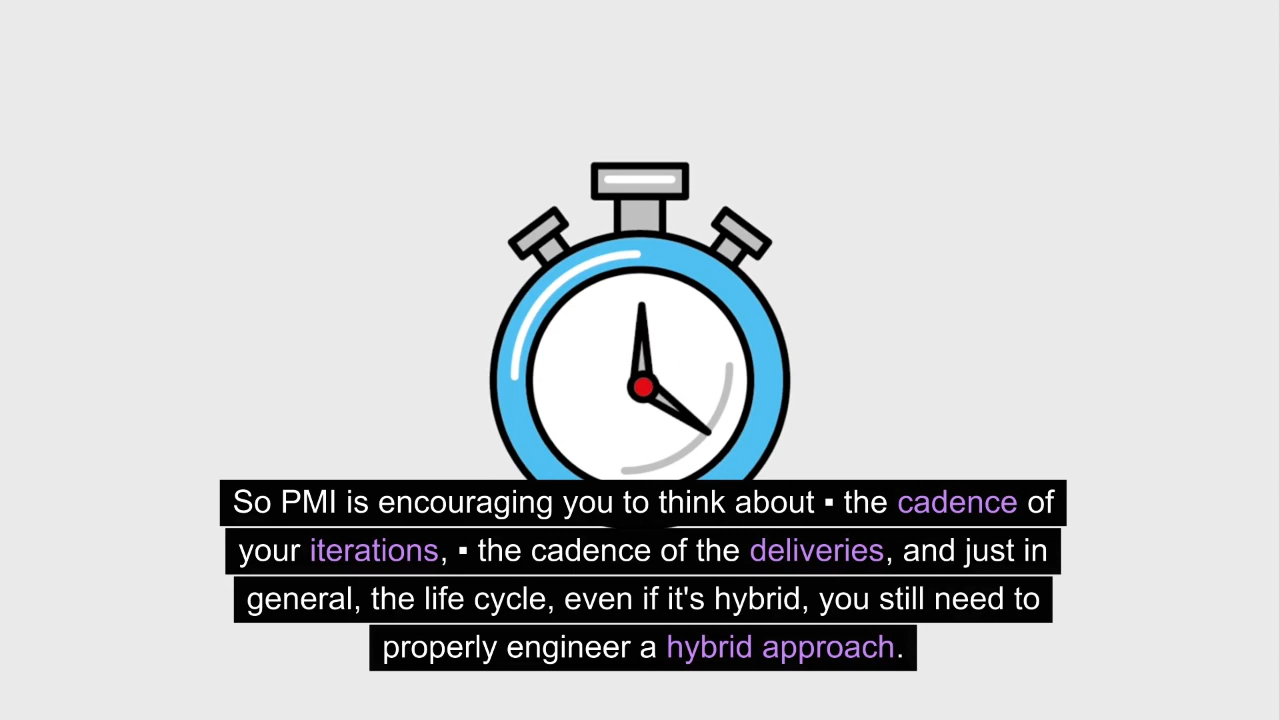 So PMI is encouraging you to think about ▪ the cadence of
your iterations, ▪ the cadence of the deliveries, and just in
general, the life cycle, even if it's hybrid, you still need to
properly engineer a hybrid approach.